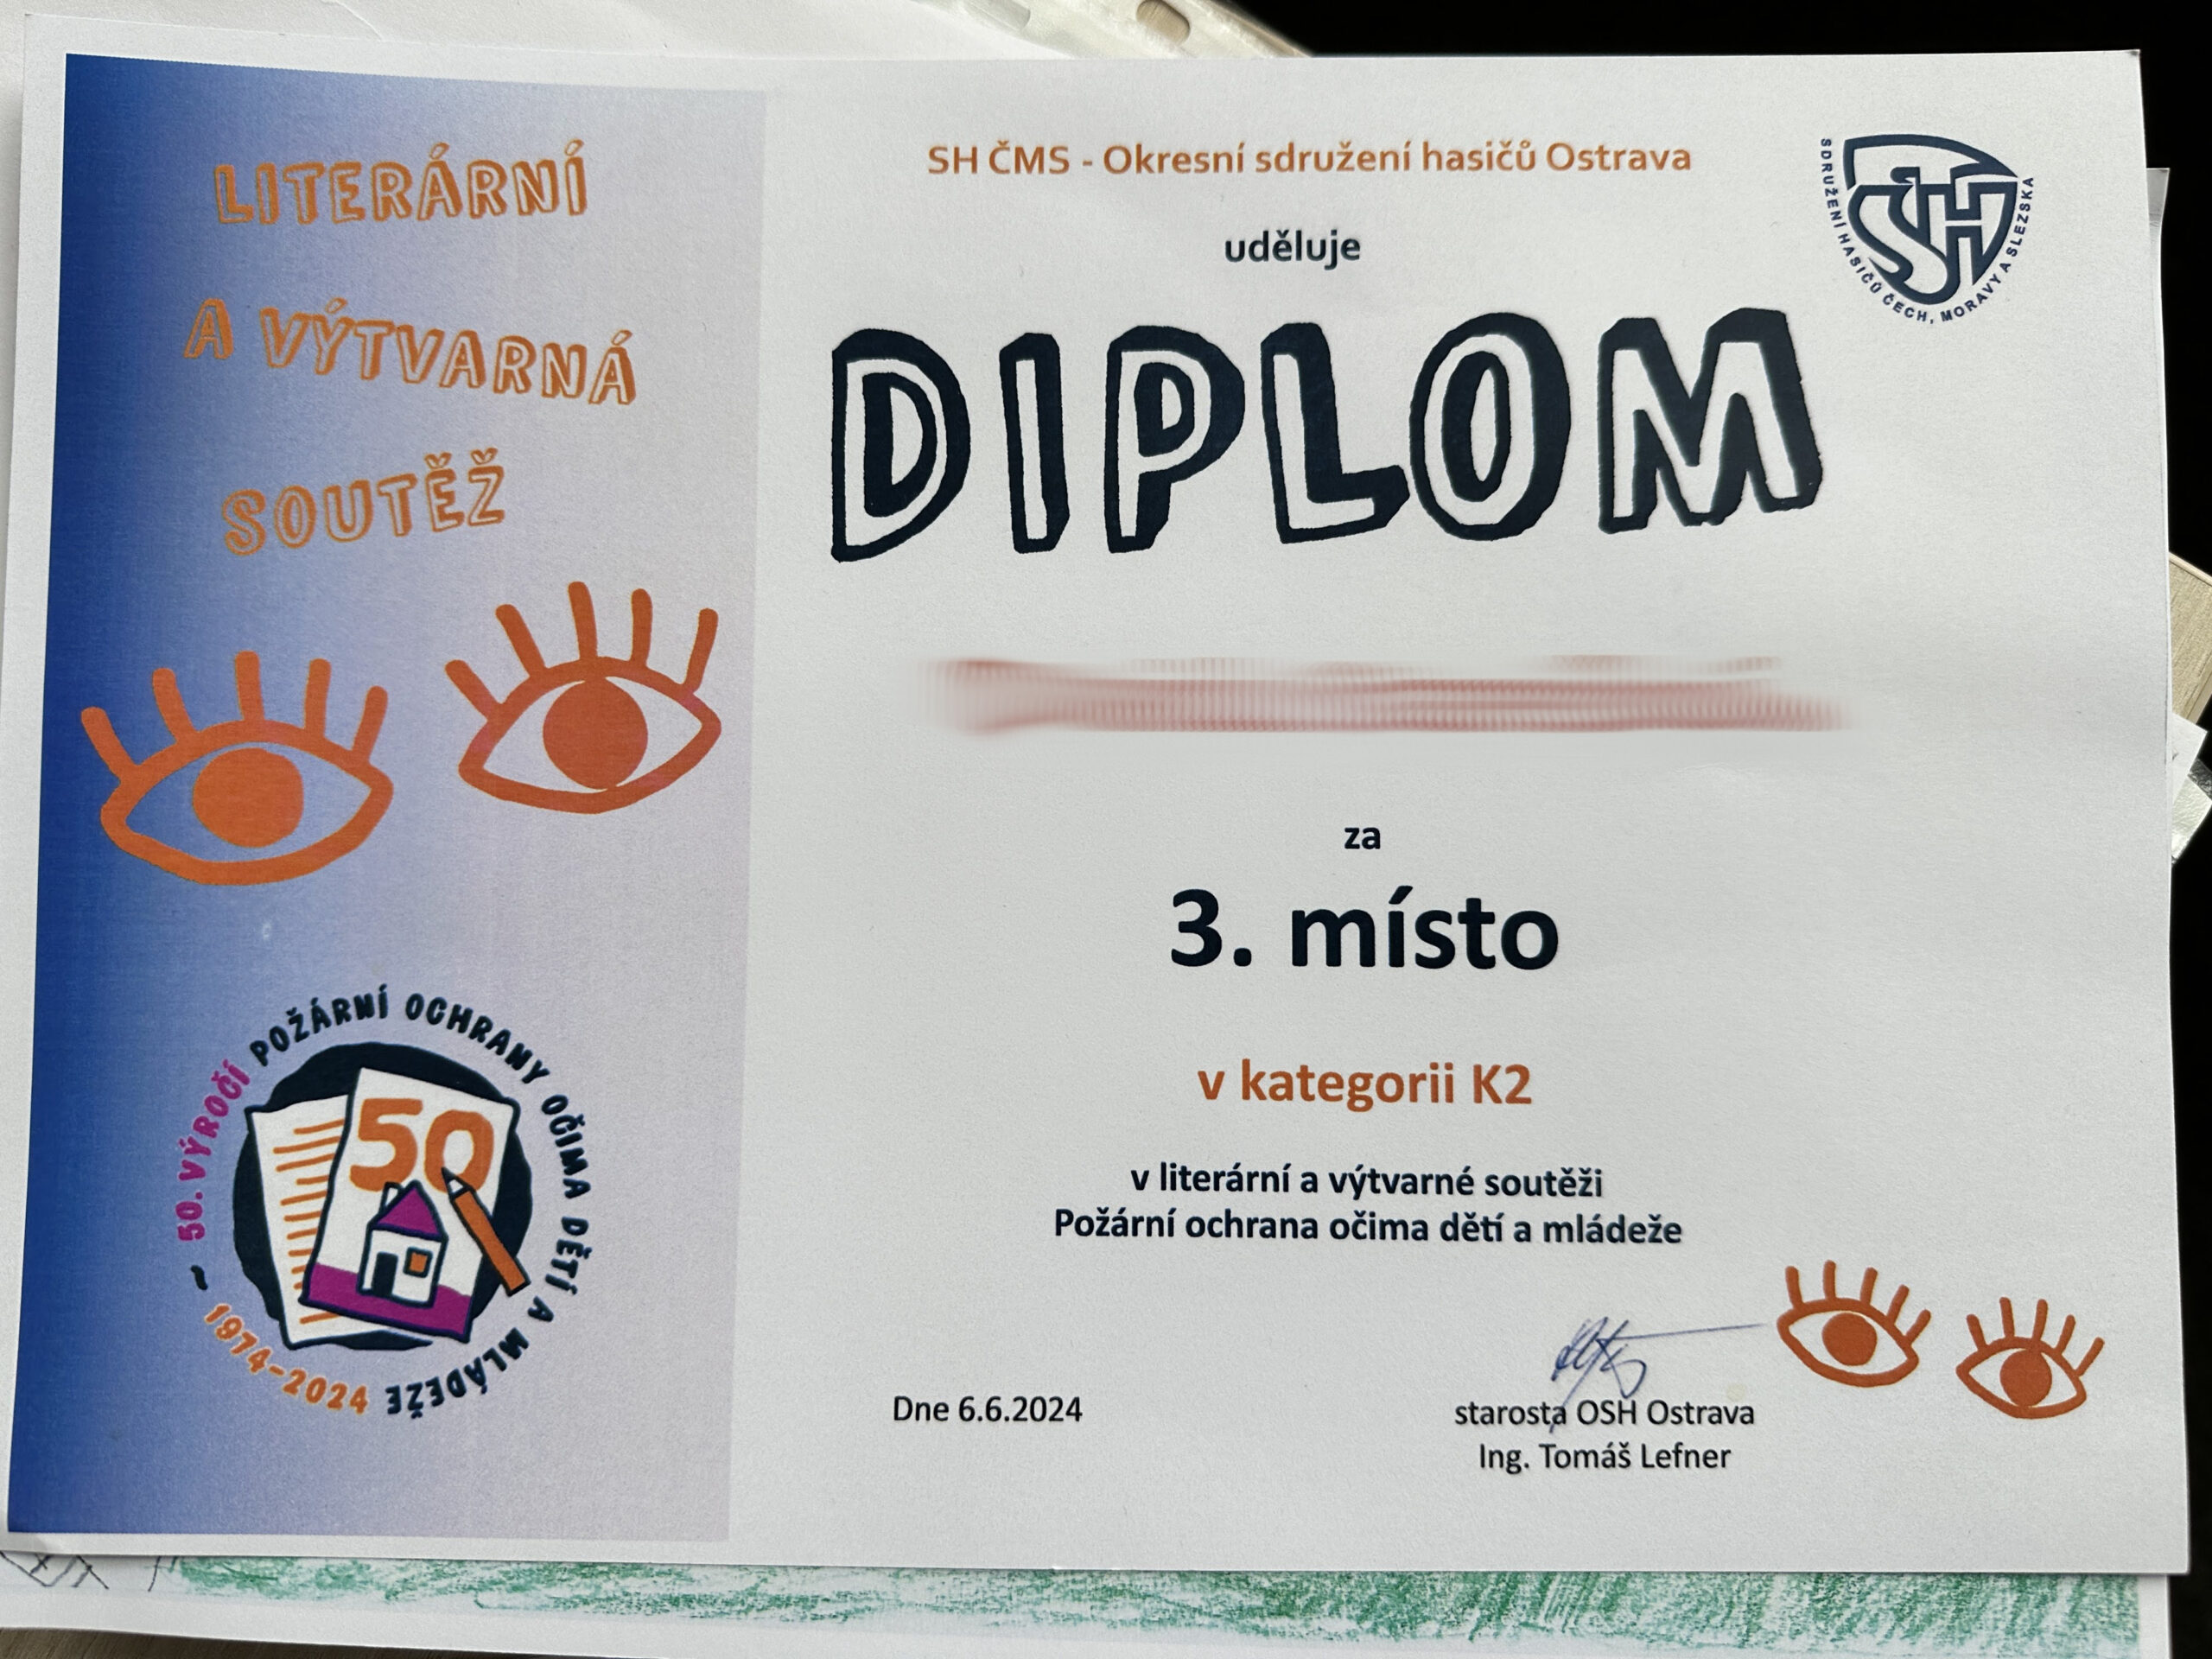 LITERÁRNÍ
A VÝTVARNÁ
SOUTĚŽ
50. VÝROČÍ POŽÁRNÍ OCHRANY OČIMA DĚTÍ A MLÁDEŽE
~ 1974-2024
50
SH ČMS - Okresní sdružení hasičů Ostrava
uděluje
SDRUŽENÍ HASIČŮ ČECH, MORAVY A SLEZSKA
SH
DIPLOM
za
3. místo
v kategorii K2
v literární a výtvarné soutěži
Požární ochrana očima dětí a mládeže
Dne 6.6.2024
starosta OSH Ostrava
Ing. Tomáš Lefner